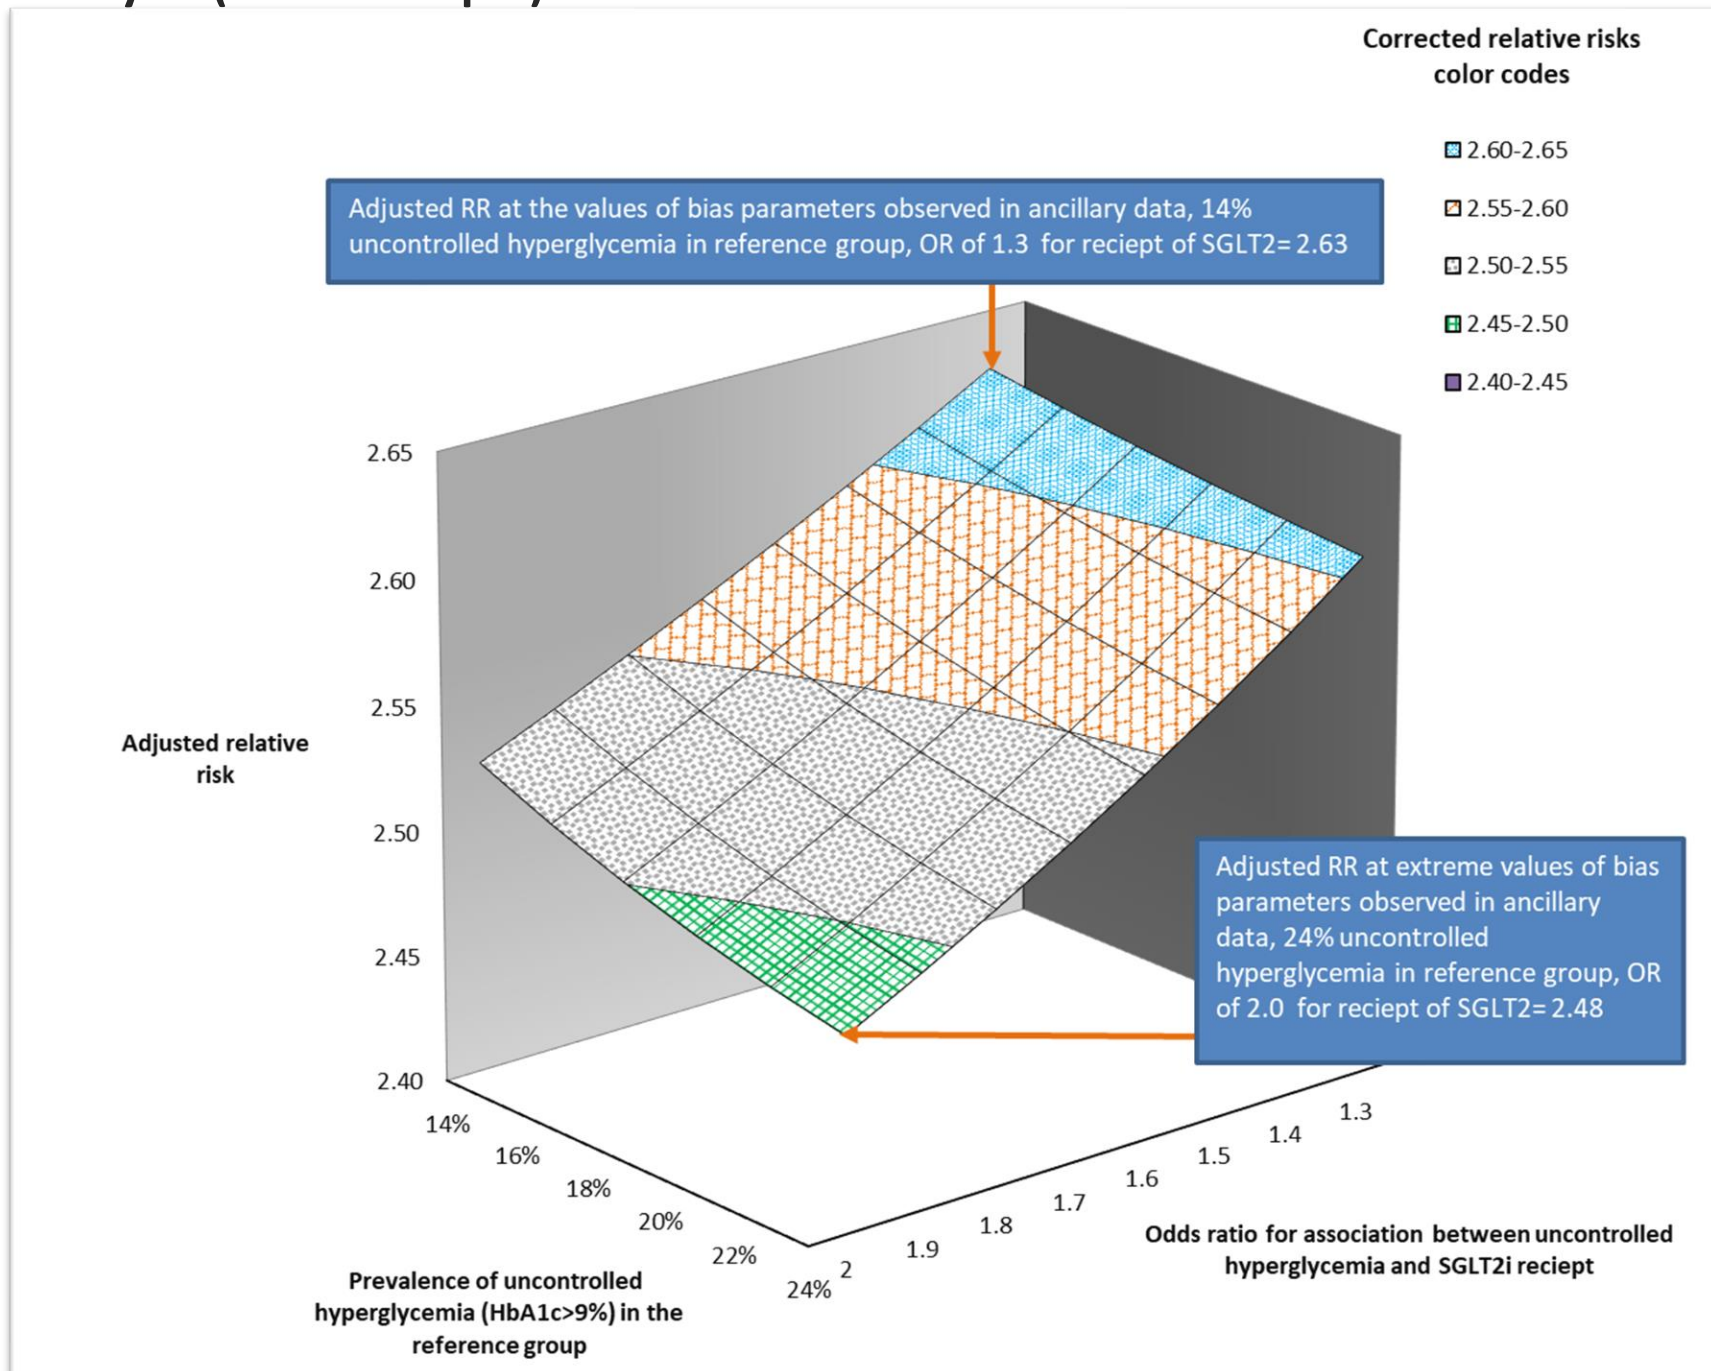 Corrected relative risks
color codes
2.60-2.65
2.55-2.60
2.50-2.55
2.45-2.50
2.40-2.45
Adjusted RR at the values of bias parameters observed in ancillary data, 14%
uncontrolled hyperglycemia in reference group, OR of 1.3 for reciept of SGLT2= 2.63
2.65
2.60
2.55
2.50
2.45
2.40
Adjusted relative
risk
Adjusted RR at extreme values of bias
parameters observed in ancillary
data, 24% uncontrolled
hyperglycemia in reference group, OR
of 2.0 for reciept of SGLT2= 2.48
14%
16%
18%
20%
22%
24%
2
1.9
1.8
1.7
1.6
1.5
1.4
1.3
Prevalence of uncontrolled
hyperglycemia (HbA1c>9%) in the
reference group
Odds ratio for association between uncontrolled
hyperglycemia and SGLT2i reciept